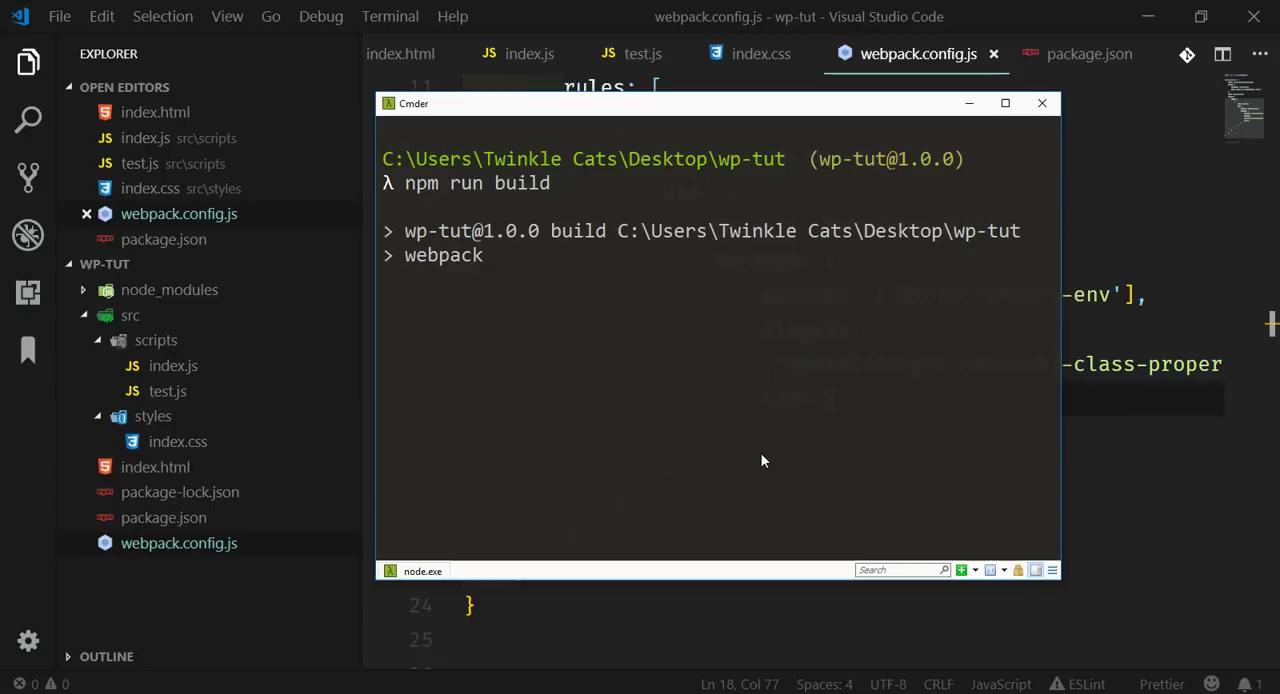 File Edit Selection View Go Debug Terminal Help
webpack.config.js - wp-tut - Visual Studio Code
EXPLORER
index.html
index.js
test.js
index.css
webpack.config.js
package.json
OPEN EDITORS
index.html
index.js src\scripts
test.js src\scripts
index.css src\styles
webpack.config.js
package.json
WP-TUT
node_modules
src
scripts
index.js
test.js
styles
index.css
index.html
package-lock.json
package.json
webpack.config.js
OUTLINE
11 rules: [
Cmder
C:\Users\Twinkle Cats\Desktop\wp-tut (wp-tut@1.0.0)
λ npm run build
> wp-tut@1.0.0 build C:\Users\Twinkle Cats\Desktop\wp-tut
> webpack
-env'],
-class-proper
node.exe
Search
24 }
25
0 0
Ln 18, Col 77 Spaces: 4 UTF-8 CRLF JavaScript ESLint Prettier 1